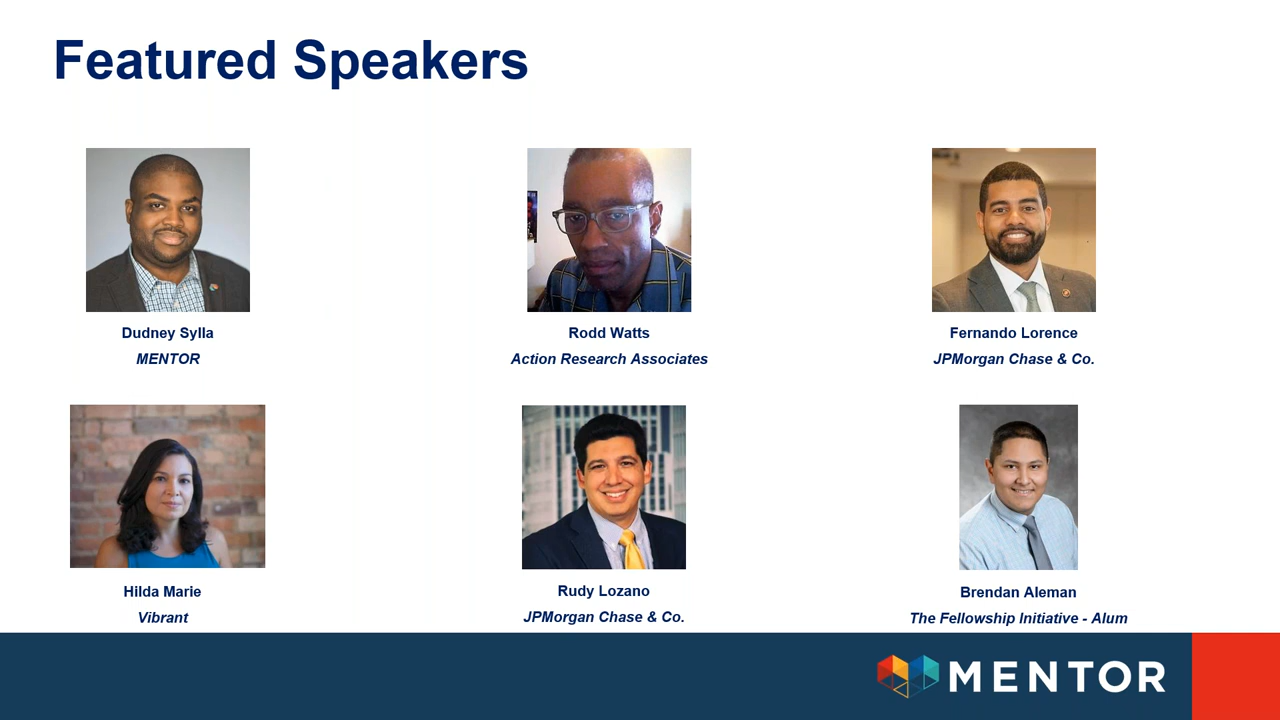 Featured Speakers
Dudney Sylla
MENTOR
Rodd Watts
Action Research Associates
Fernando Lorence
JPMorgan Chase & Co.
Hilda Marie
Vibrant
Rudy Lozano
JPMorgan Chase & Co.
Brendan Aleman
The Fellowship Initiative - Alum
MENTOR